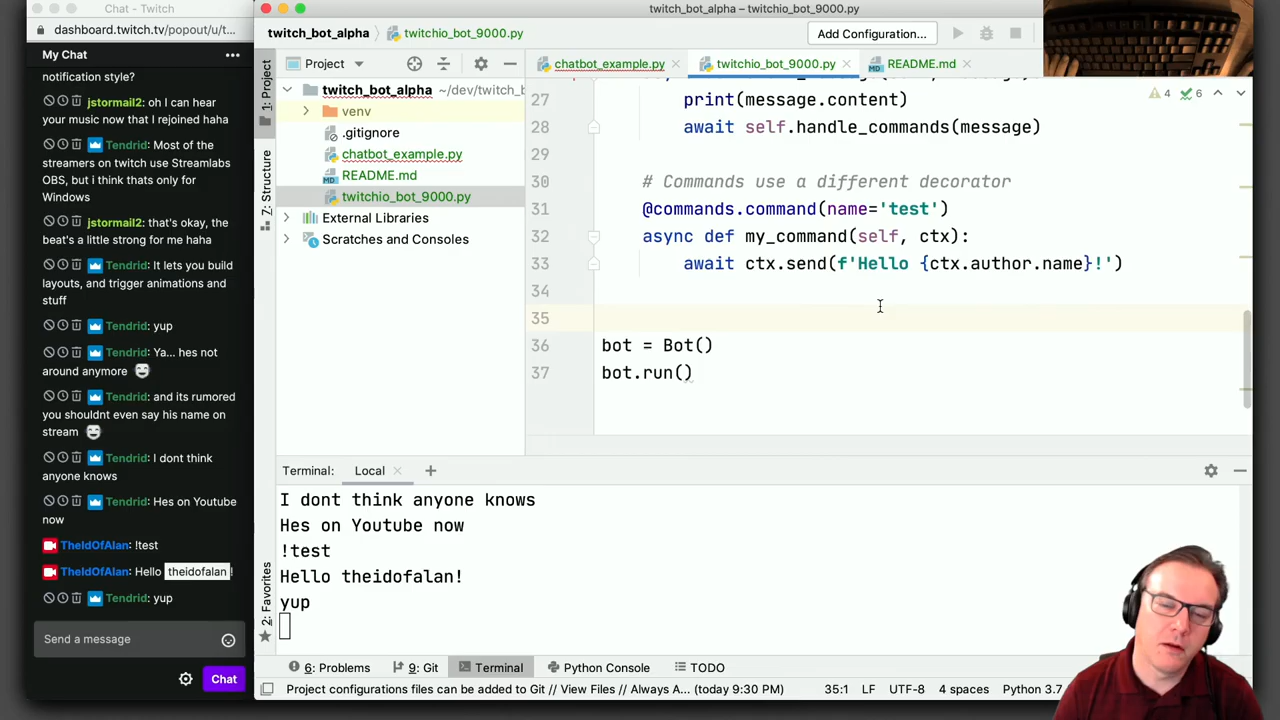 Chat - Twitch
dashboard.twitch.tv/popout/u/t...
My Chat
notification style?
jstormail2: oh I can hear
your music now that I rejoined haha
Tendrid: Most of the
streamers on twitch use Streamlabs
OBS, but i think thats only for
Windows
jstormail2: that's okay, the
beat's a little strong for me haha
Tendrid: It lets you build
layouts, and trigger animations and
stuff
Tendrid: yup
Tendrid: Ya... hes not
around anymore
Tendrid: and its rumored
you shouldnt even say his name on
stream
Tendrid: I dont think
anyone knows
Tendrid: Hes on Youtube
now
TheIdOfAlan: !test
TheIdOfAlan: Hello theidofalan!
Tendrid: yup
Send a message
Chat
twitch_bot_alpha – twitchio_bot_9000.py
twitch_bot_alpha
twitchio_bot_9000.py
Add Configuration...
1: Project
7: Structure
2: Favorites
Project
twitch_bot_alpha ~/dev/twitch_b
venv
.gitignore
chatbot_example.py
README.md
twitchio_bot_9000.py
External Libraries
Scratches and Consoles
chatbot_example.py
twitchio_bot_9000.py
README.md
4 6
27 print(message.content)
28 await self.handle_commands(message)
29
30 # Commands use a different decorator
31 @commands.command(name='test')
32 async def my_command(self, ctx):
33 await ctx.send(f'Hello {ctx.author.name}!')
34
35
36 bot = Bot()
37 bot.run()
Terminal: Local
I dont think anyone knows
Hes on Youtube now
!test
Hello theidofalan!
yup
6: Problems
9: Git
Terminal
Python Console
TODO
Project configurations files can be added to Git // View Files // Always A... (today 9:30 PM)
35:1 LF UTF-8 4 spaces Python 3.7